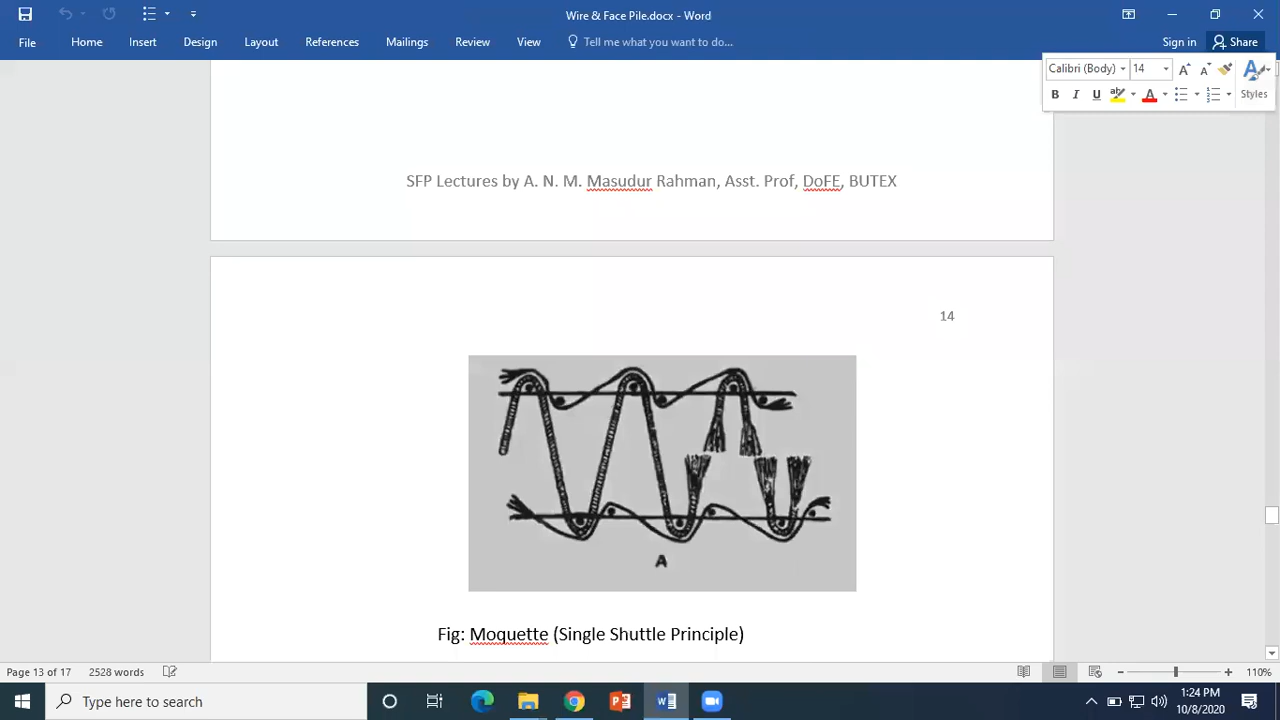 Wire & Face Pile.docx - Word
File Home Insert Design Layout References Mailings Review View Tell me what you want to do... Sign in Share
Calibri (Body) 14
B I U Styles
SFP Lectures by A. N. M. Masudur Rahman, Asst. Prof, DoFE, BUTEX
14
A
Fig: Moquette (Single Shuttle Principle)
Page 13 of 17 2528 words 110%
Type here to search
1:24 PM
10/8/2020